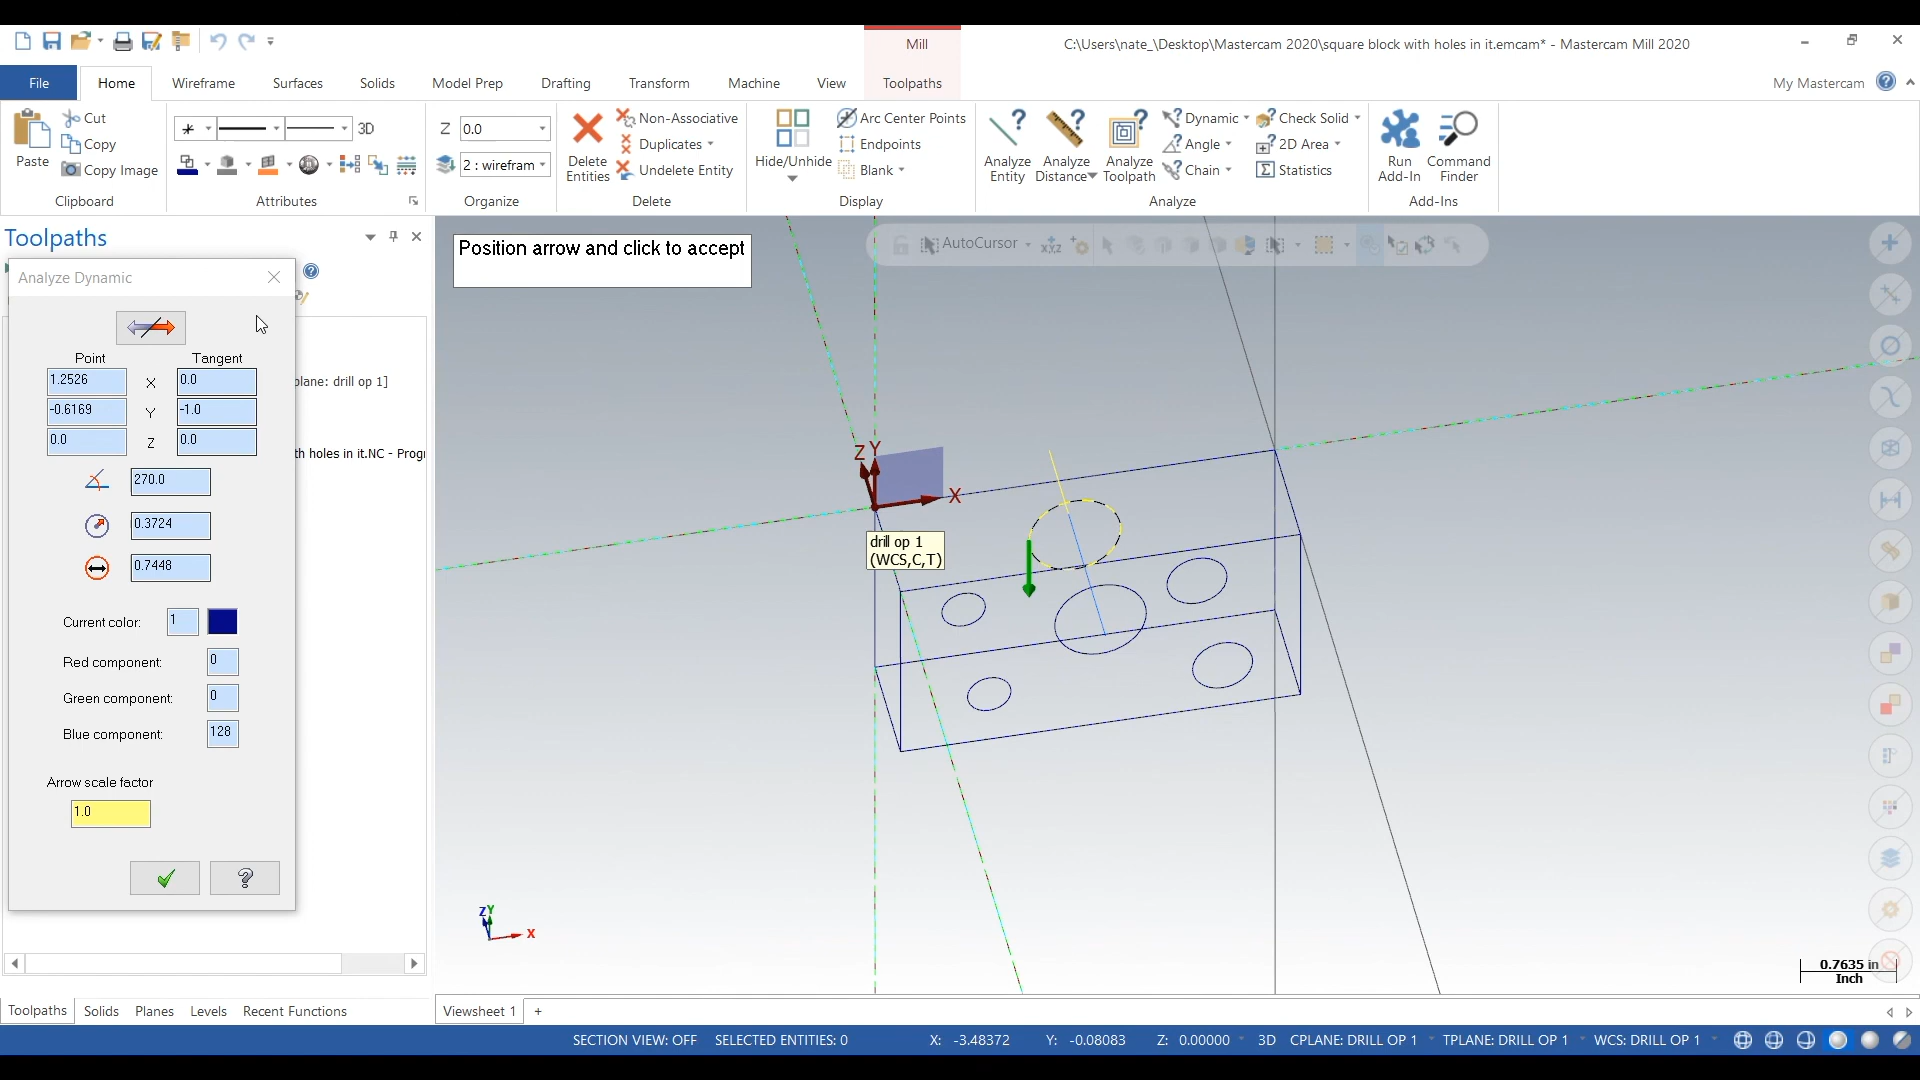 Mill
C:\Users\nate_\Desktop\Mastercam 2020\square block with holes in it.emcam* - Mastercam Mill 2020
File
Home
Wireframe
Surfaces
Solids
Model Prep
Drafting
Transform
Machine
View
Toolpaths
My Mastercam
Paste
Cut
Copy
Copy Image
Clipboard
3D
Attributes
Z 0.0
2 : wirefram
Organize
Delete Entities
Non-Associative
Duplicates
Undelete Entity
Delete
Hide/Unhide
Arc Center Points
Endpoints
Blank
Display
Analyze Entity
Analyze Distance
Analyze Toolpath
Dynamic
Angle
Chain
Check Solid
2D Area
Statistics
Analyze
Run Add-In
Command Finder
Add-Ins
Toolpaths
Analyze Dynamic
Point Tangent
1.2526 X 0.0
-0.6169 Y -1.0
0.0 Z 0.0
270.0
0.3724
0.7448
Current color: 1
Red component: 0
Green component: 0
Blue component: 128
Arrow scale factor
1.0
plane: drill op 1]
th holes in it.NC - Progr
Position arrow and click to accept
AutoCursor
Z Y
X
drill op 1
(WCS,C,T)
ZY
X
0.7635 in
Inch
Toolpaths Solids Planes Levels Recent Functions
Viewsheet 1 +
SECTION VIEW: OFF SELECTED ENTITIES: 0 X: -3.48372 Y: -0.08083 Z: 0.00000 3D CPLANE: DRILL OP 1 TPLANE: DRILL OP 1 WCS: DRILL OP 1